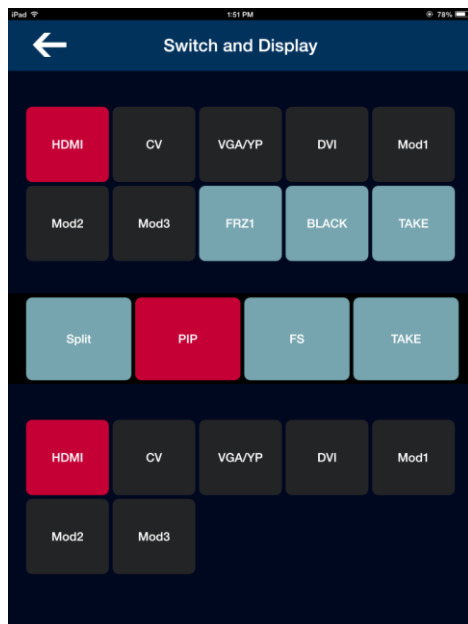 iPad 1:51 PM 78%
Switch and Display
HDMI CV VGA/YP DVI Mod1
Mod2 Mod3 FRZ1 BLACK TAKE
Split PIP FS TAKE
HDMI CV VGA/YP DVI Mod1
Mod2 Mod3